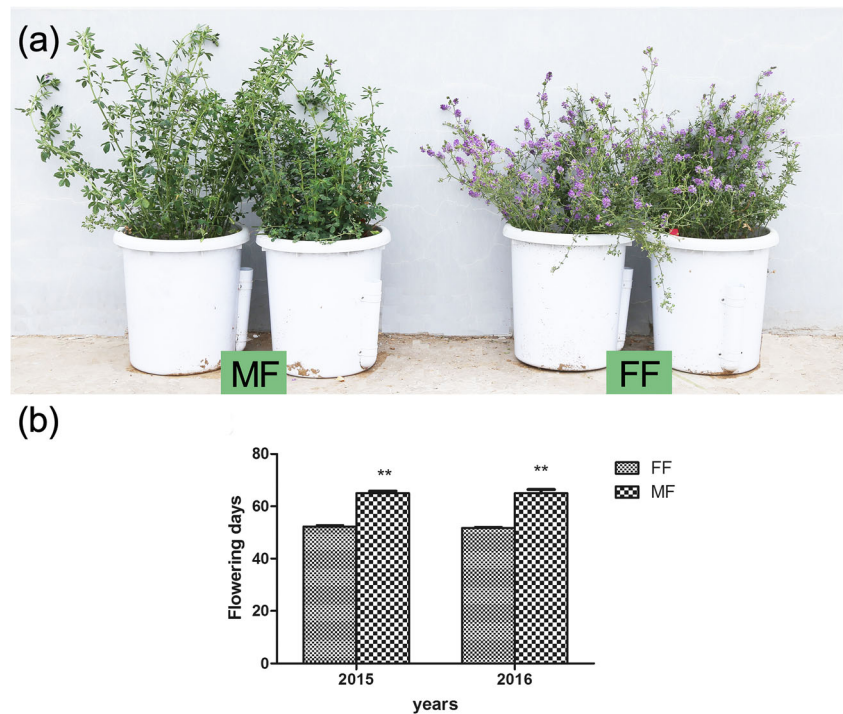 (a)
MF FF
(b)
80
60
40
20
0
Flowering days
** **
FF
MF
2015 2016
years